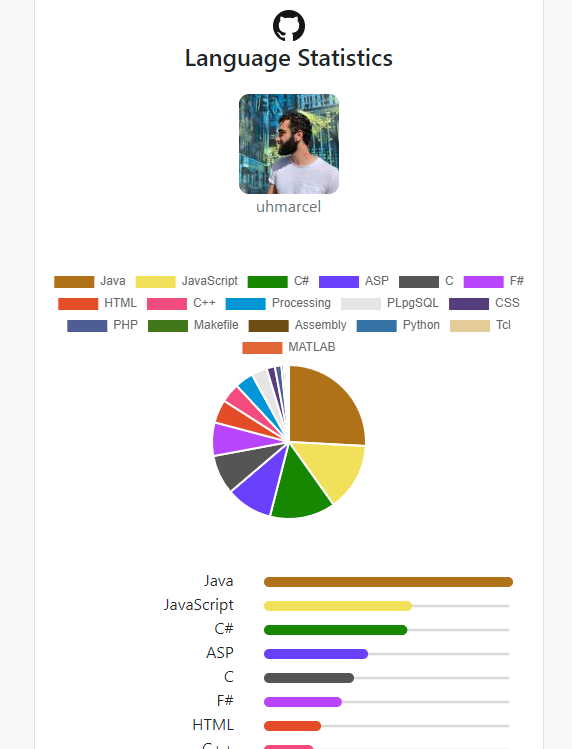 Language Statistics
uhmarcel
Java JavaScript C# ASP C F#
HTML C++ Processing PLpgSQL CSS
PHP Makefile Assembly Python Tcl
MATLAB
Java
JavaScript
C#
ASP
C
F#
HTML
C++